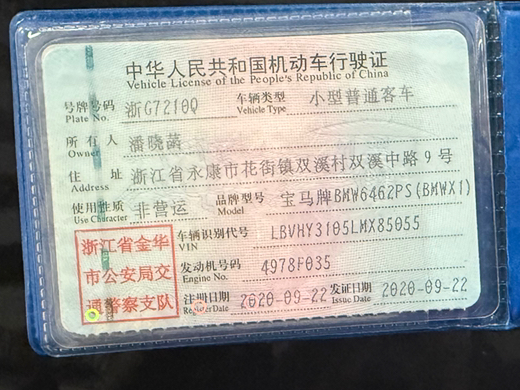 中华人民共和国机动车行驶证
Vehicle License of the People's Republic of China
号牌号码 浙G7210Q 车辆类型 小型普通客车
Plate No. Vehicle Type
所有人 潘晓菡
Owner
住址 浙江省永康市花街镇双溪村双溪中路9号
Address
使用性质 非营运 品牌型号 宝马牌BMW6462PS(BMWX1)
Use Character Model
浙江省金华
市公安局交
通警察支队
车辆识别代号 LBVHY3105LMX85055
VIN
发动机号码 4978F035
Engine No.
注册日期 2020-09-22 发证日期 2020-09-22
Register Date Issue Date